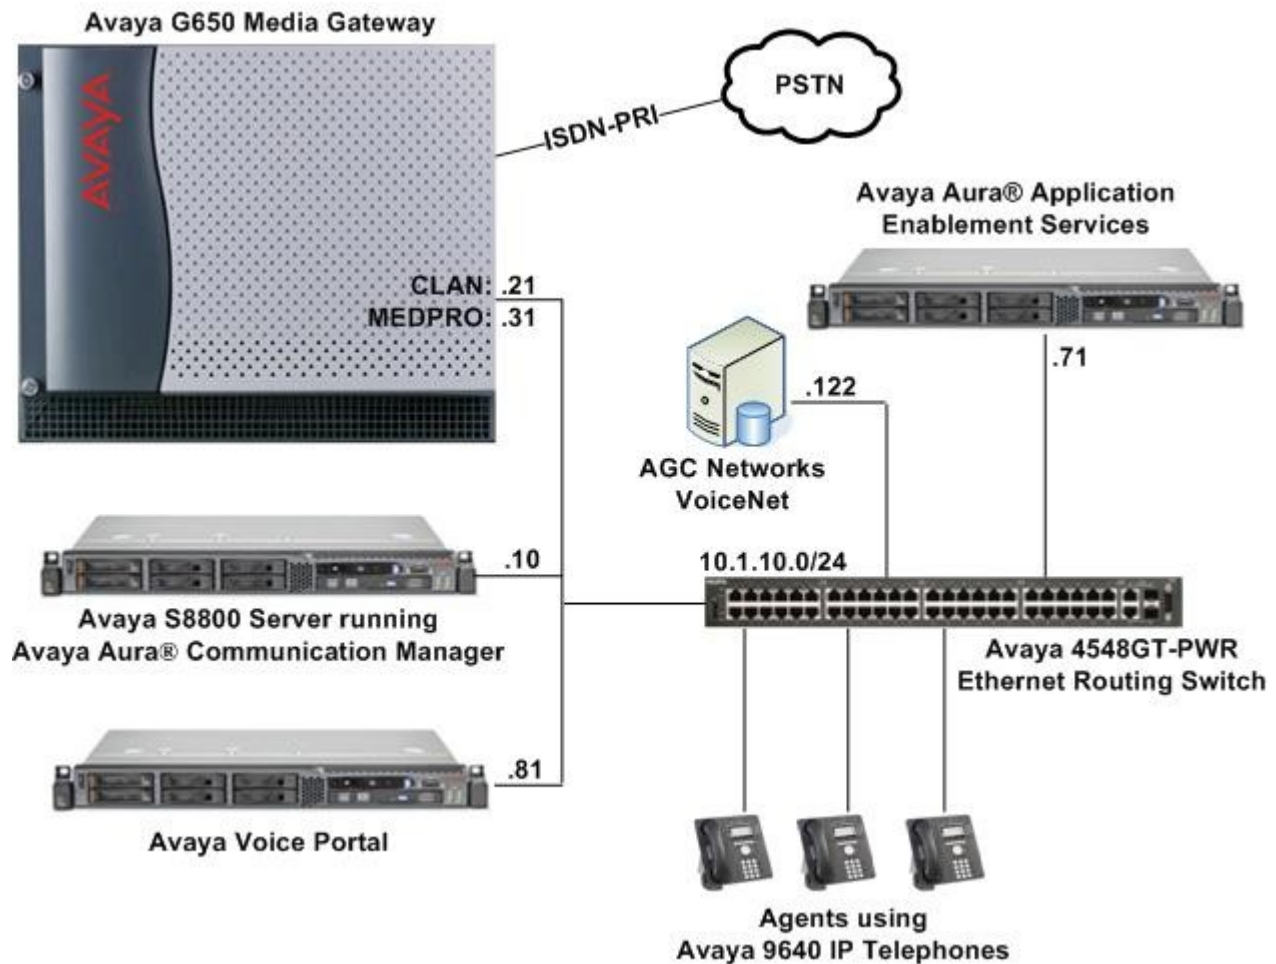 Avaya G650 Media Gateway
AVAYA
PSTN
ISDN-PRI
Avaya Aura® Application
Enablement Services
CLAN: .21
MEDPRO: .31
.71
.122
AGC Networks
VoiceNet
.10
10.1.10.0/24
Avaya S8800 Server running
Avaya Aura® Communication Manager
Avaya 4548GT-PWR
Ethernet Routing Switch
.81
Avaya Voice Portal
Agents using
Avaya 9640 IP Telephones